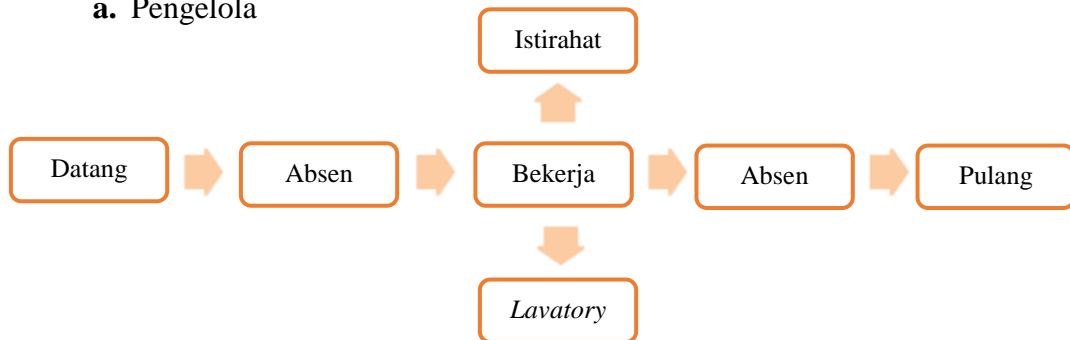 a. Pengelola
Istirahat
Datang
Absen
Bekerja
Absen
Pulang
Lavatory